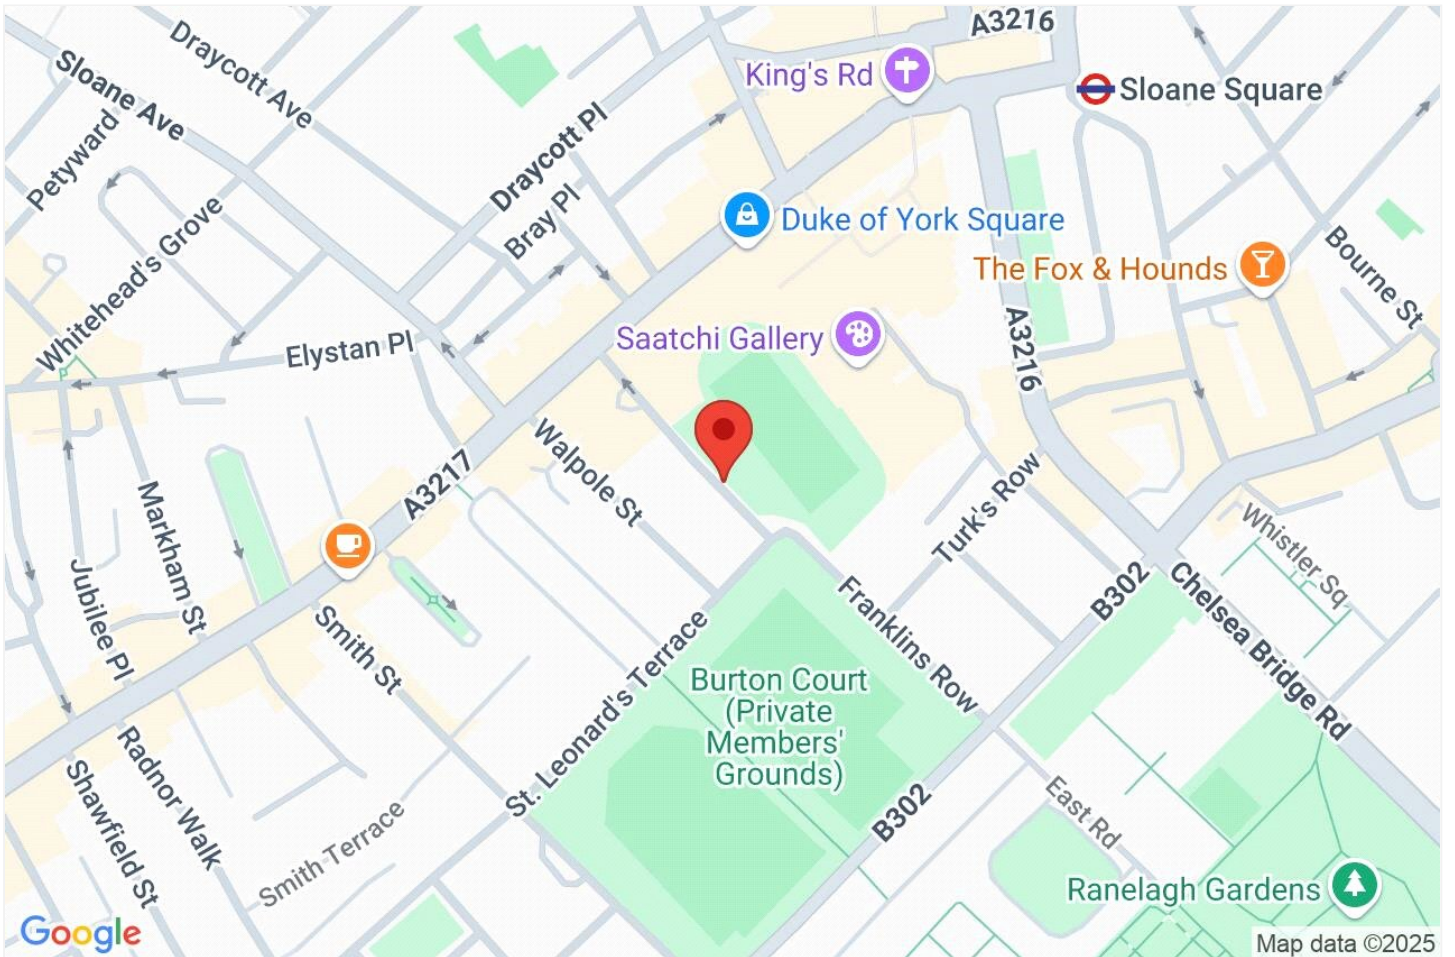 A3216
Draycott Ave
Sloane Ave
King's Rd
Sloane Square
Petyward
Draycott Pl
Bray Pl
Duke of York Square
Whitehead's Grove
The Fox & Hounds
Bourne St
A3216
Saatchi Gallery
Elystan Pl
Walpole St
A3217
Turk's Row
Markham St
Whistler Sq
Jubilee Pl
B302
Chelsea Bridge Rd
Franklins Row
Smith St
St. Leonard's Terrace
Burton Court
(Private
Members'
Grounds)
Radnor Walk
Shawfield St
Smith Terrace
B302
East Rd
Ranelagh Gardens
Google
Map data ©2025